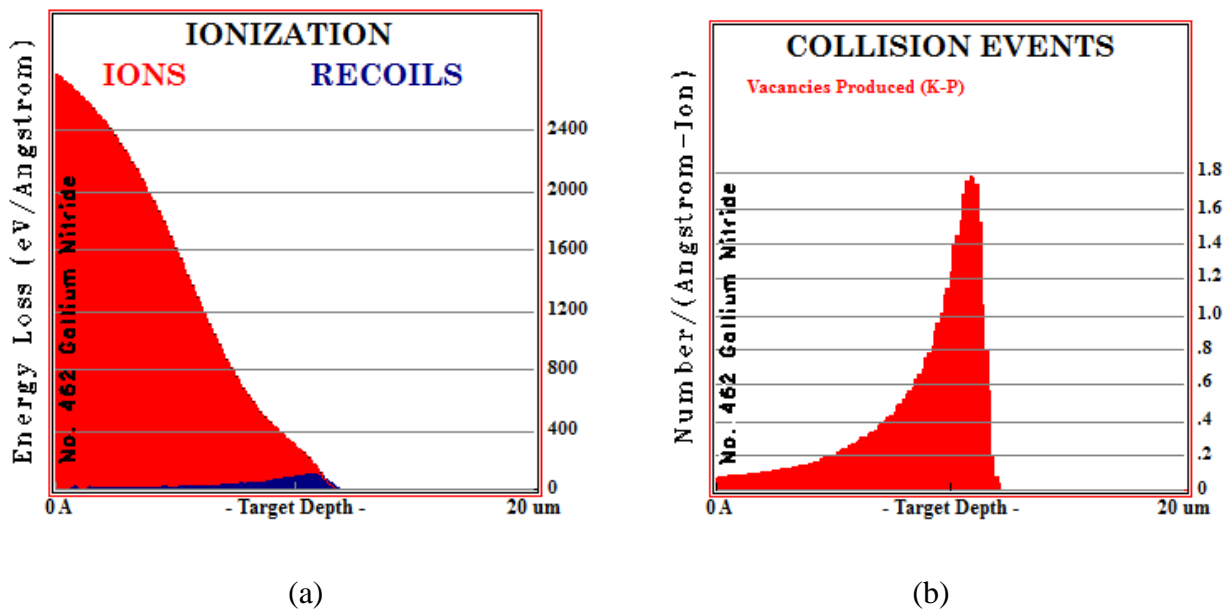 IONIZATION
IONS RECOILS
Energy Loss (eV/Angstrom)
No. 462 Gallium Nitride
2400
2000
1600
1200
800
400
0
0 A - Target Depth - 20 um
(a)
COLLISION EVENTS
Vacancies Produced (K-P)
Number/(Angstrom-Ion)
No. 462 Gallium Nitride
1.8
1.4
1.2
1.0
.8
.6
.4
.2
0
0 A - Target Depth - 20 um
(b)